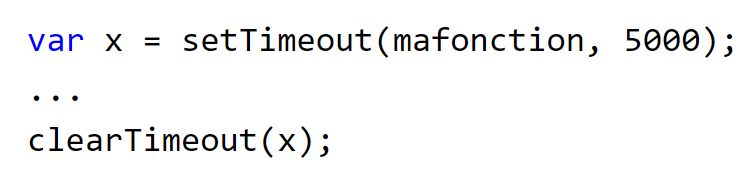 var x = setTimeout(mafonction, 5000);
...
clearTimeout(x);